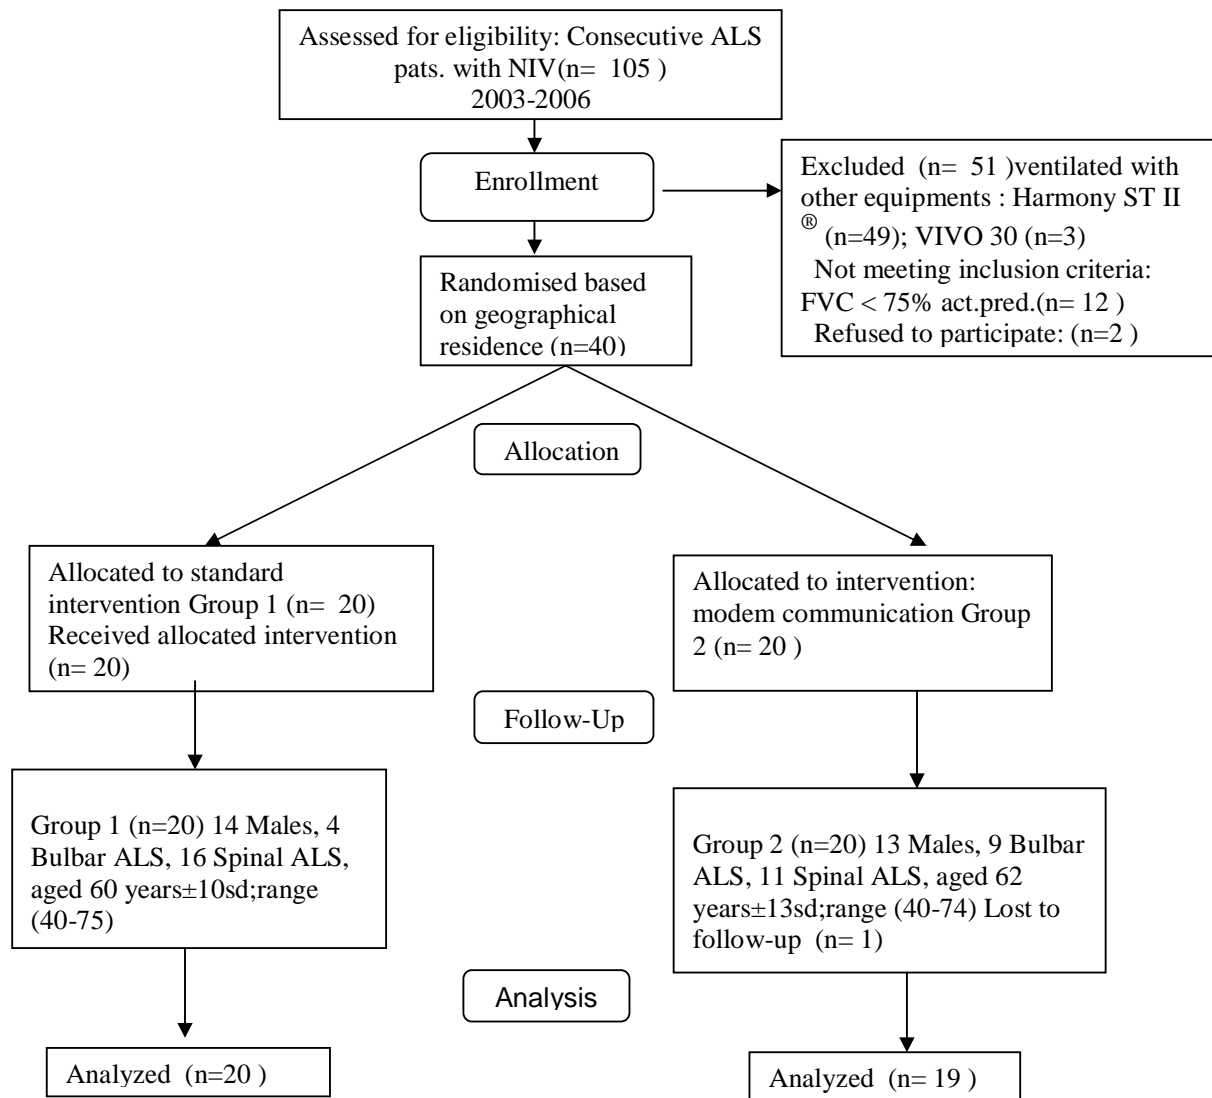 Assessed for eligibility: Consecutive ALS
pats. with NIV(n= 105 )
2003-2006
Enrollment
Excluded (n= 51 )ventilated with
other equipments : Harmony ST II
® (n=49); VIVO 30 (n=3)
Not meeting inclusion criteria:
FVC < 75% act.pred.(n= 12 )
Refused to participate: (n=2 )
Randomised based
on geographical
residence (n=40)
Allocation
Allocated to standard
intervention Group 1 (n= 20)
Received allocated intervention
(n= 20)
Allocated to intervention:
modem communication Group
2 (n= 20 )
Follow-Up
Group 1 (n=20) 14 Males, 4
Bulbar ALS, 16 Spinal ALS,
aged 60 years±10sd;range
(40-75)
Group 2 (n=20) 13 Males, 9 Bulbar
ALS, 11 Spinal ALS, aged 62
years±13sd;range (40-74) Lost to
follow-up (n= 1)
Analysis
Analyzed (n=20 )
Analyzed (n= 19 )